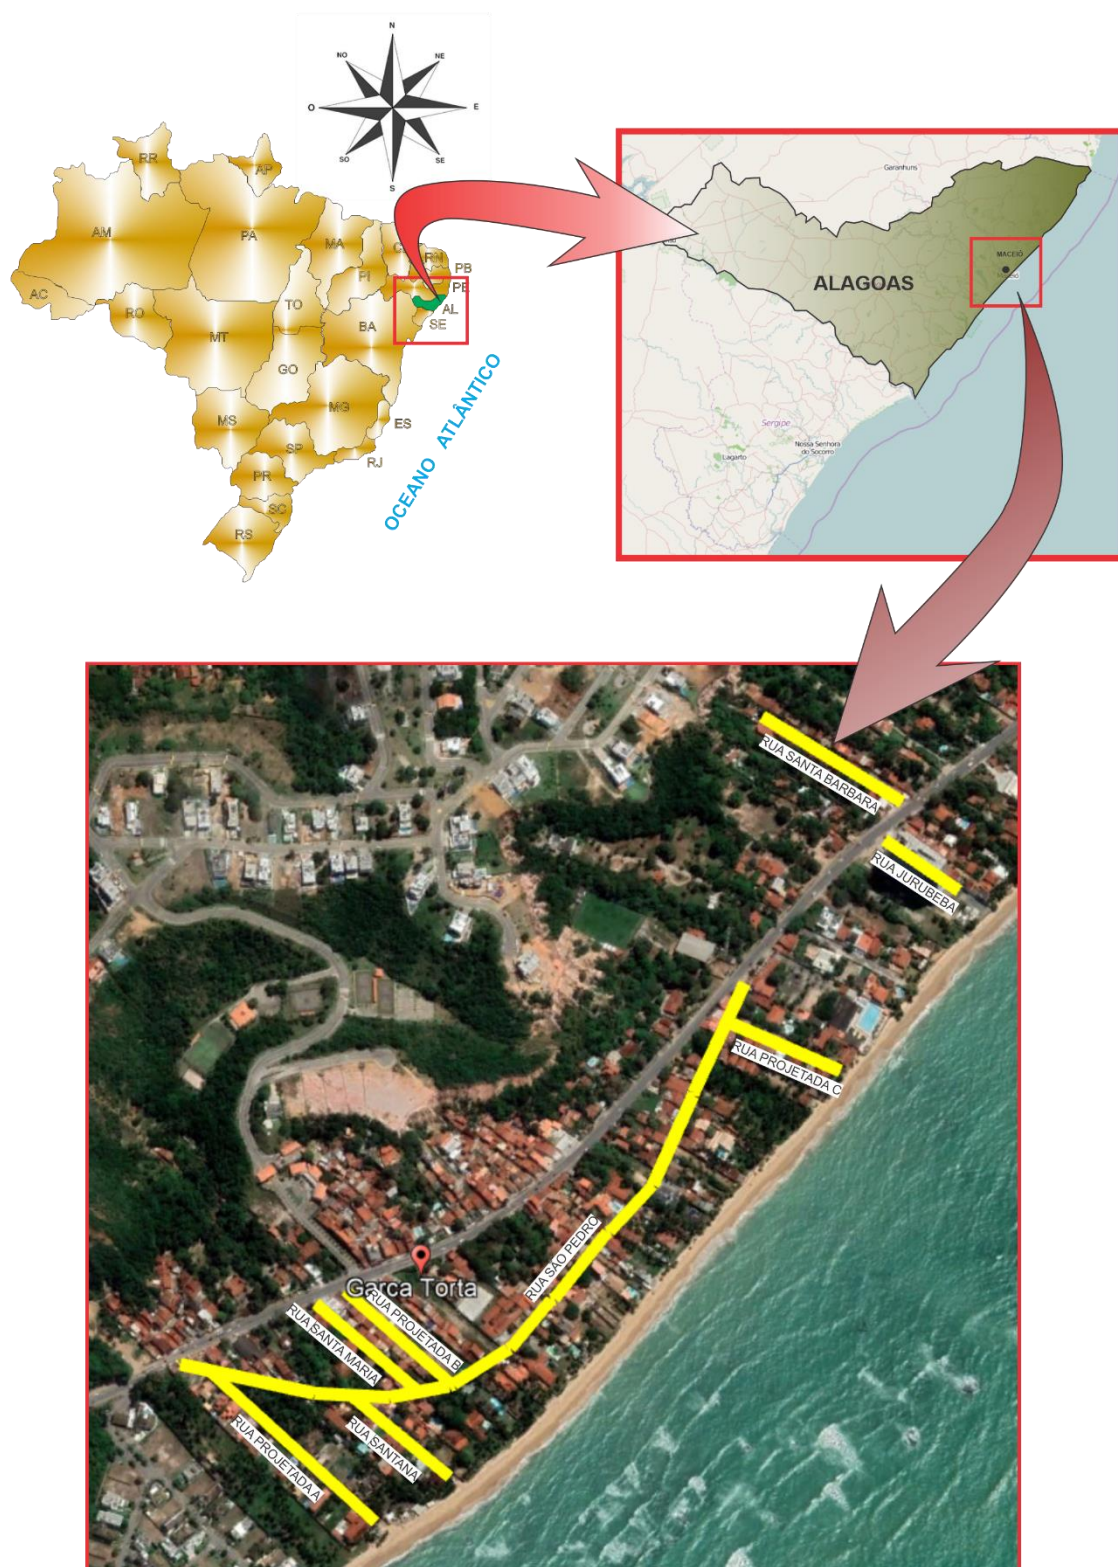 N
NO
NE
O
E
SO
SE
S
RR
AP
AM
PA
MA
RN
PB
PI
PE
AC
TO
AL
RO
SE
BA
MT
GO
MG
MS
ES
SP
RJ
PR
SC
RS
OCEANO ATLÂNTICO
Garanhuns
MACEIÓ
ALAGOAS
Sergipe
Nossa Senhora
do Socorro
Lagarto
RUA SANTA BARBARA
RUA JURUBEBA
RUA PROJETADA C
RUA SAO PEDRO
Garca Torta
RUA PROJETADA B
RUA SANTA MARIA
RUA SANTANA
RUA PROJETADA A